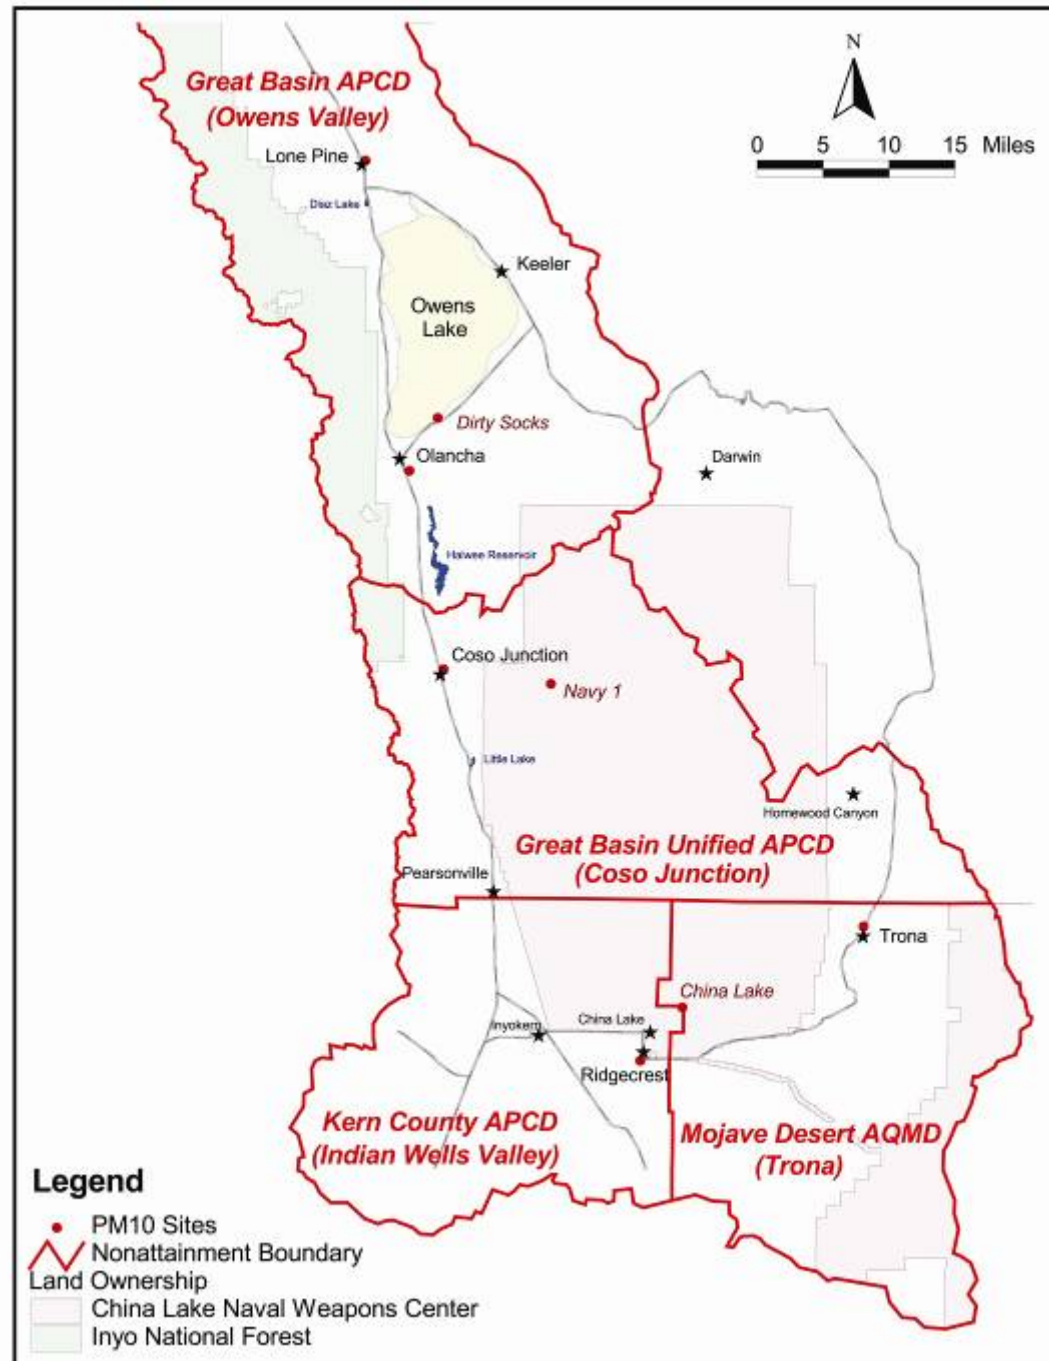 N
0 5 10 15 Miles
Great Basin APCD
(Owens Valley)
Lone Pine
Diaz Lake
Keeler
Owens
Lake
Dirty Socks
Olancha
Darwin
Haiwee Reservoir
Coso Junction
Navy 1
Little Lake
Homewood Canyon
Great Basin Unified APCD
(Coso Junction)
Pearsonville
Trona
China Lake
Inyokern
China Lake
Ridgecrest
Kern County APCD
(Indian Wells Valley)
Mojave Desert AQMD
(Trona)
Legend
PM10 Sites
Nonattainment Boundary
Land Ownership
China Lake Naval Weapons Center
Inyo National Forest